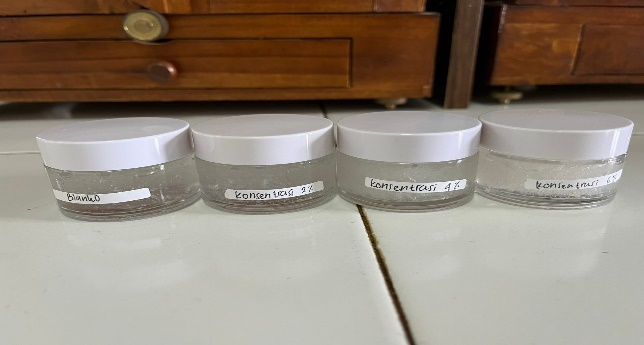 Blanko
Konsentrasi 2%
Konsentrasi 4%
Konsentrasi 6%